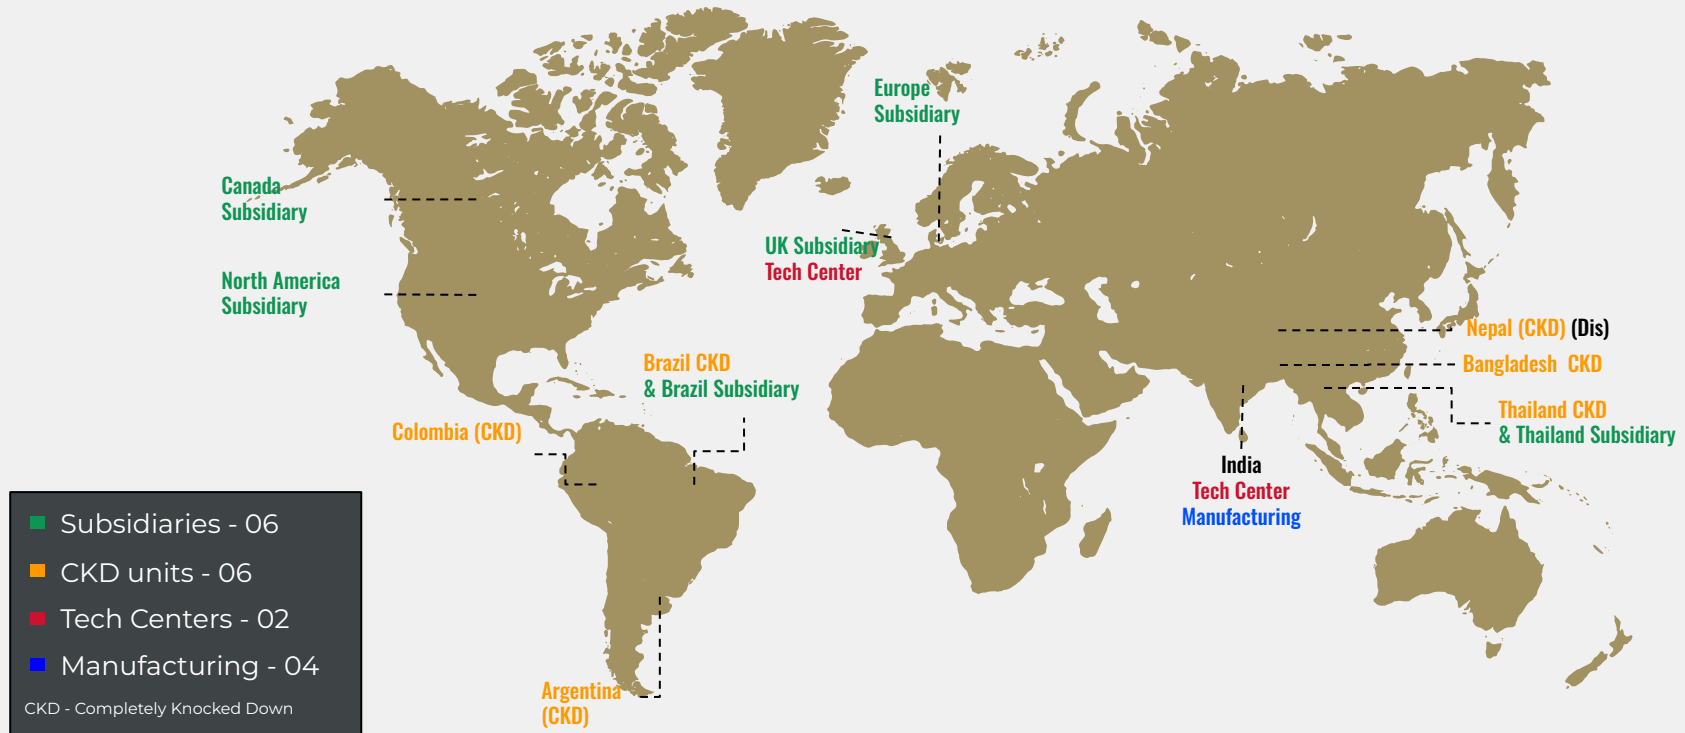 Europe
Subsidiary
Canada
Subsidiary
UK Subsidiary
Tech Center
North America
Subsidiary
Nepal (CKD) (Dis)
Bangladesh CKD
Brazil CKD
& Brazil Subsidiary
Thailand CKD
& Thailand Subsidiary
Colombia (CKD)
India
Tech Center
Manufacturing
Subsidiaries - 06
CKD units - 06
Tech Centers - 02
Manufacturing - 04
CKD - Completely Knocked Down
Argentina
(CKD)